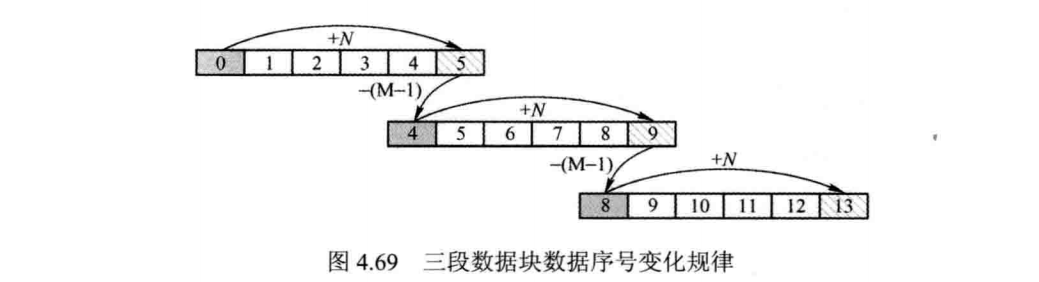 +N
0 1 2 3 4 5
-(M-1)
+N
4 5 6 7 8 9
-(M-1)
+N
8 9 10 11 12 13
图 4.69 三段数据块数据序号变化规律